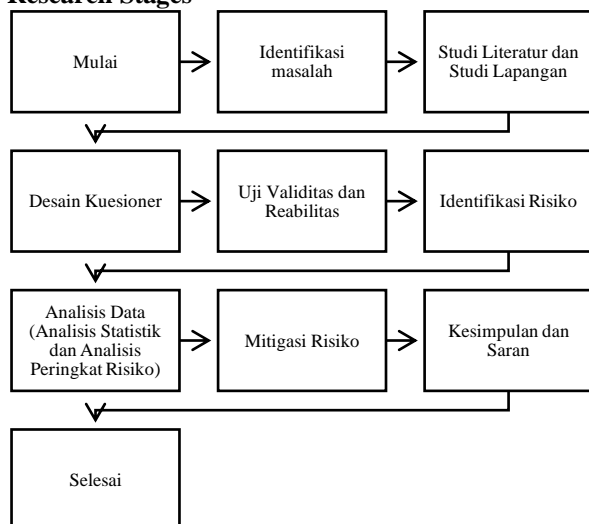 Research Stages
Mulai
Identifikasi
masalah
Studi Literatur dan
Studi Lapangan
Desain Kuesioner
Uji Validitas dan
Reabilitas
Identifikasi Risiko
Analisis Data
(Analisis Statistik
dan Analisis
Peringkat Risiko)
Mitigasi Risiko
Kesimpulan dan
Saran
Selesai